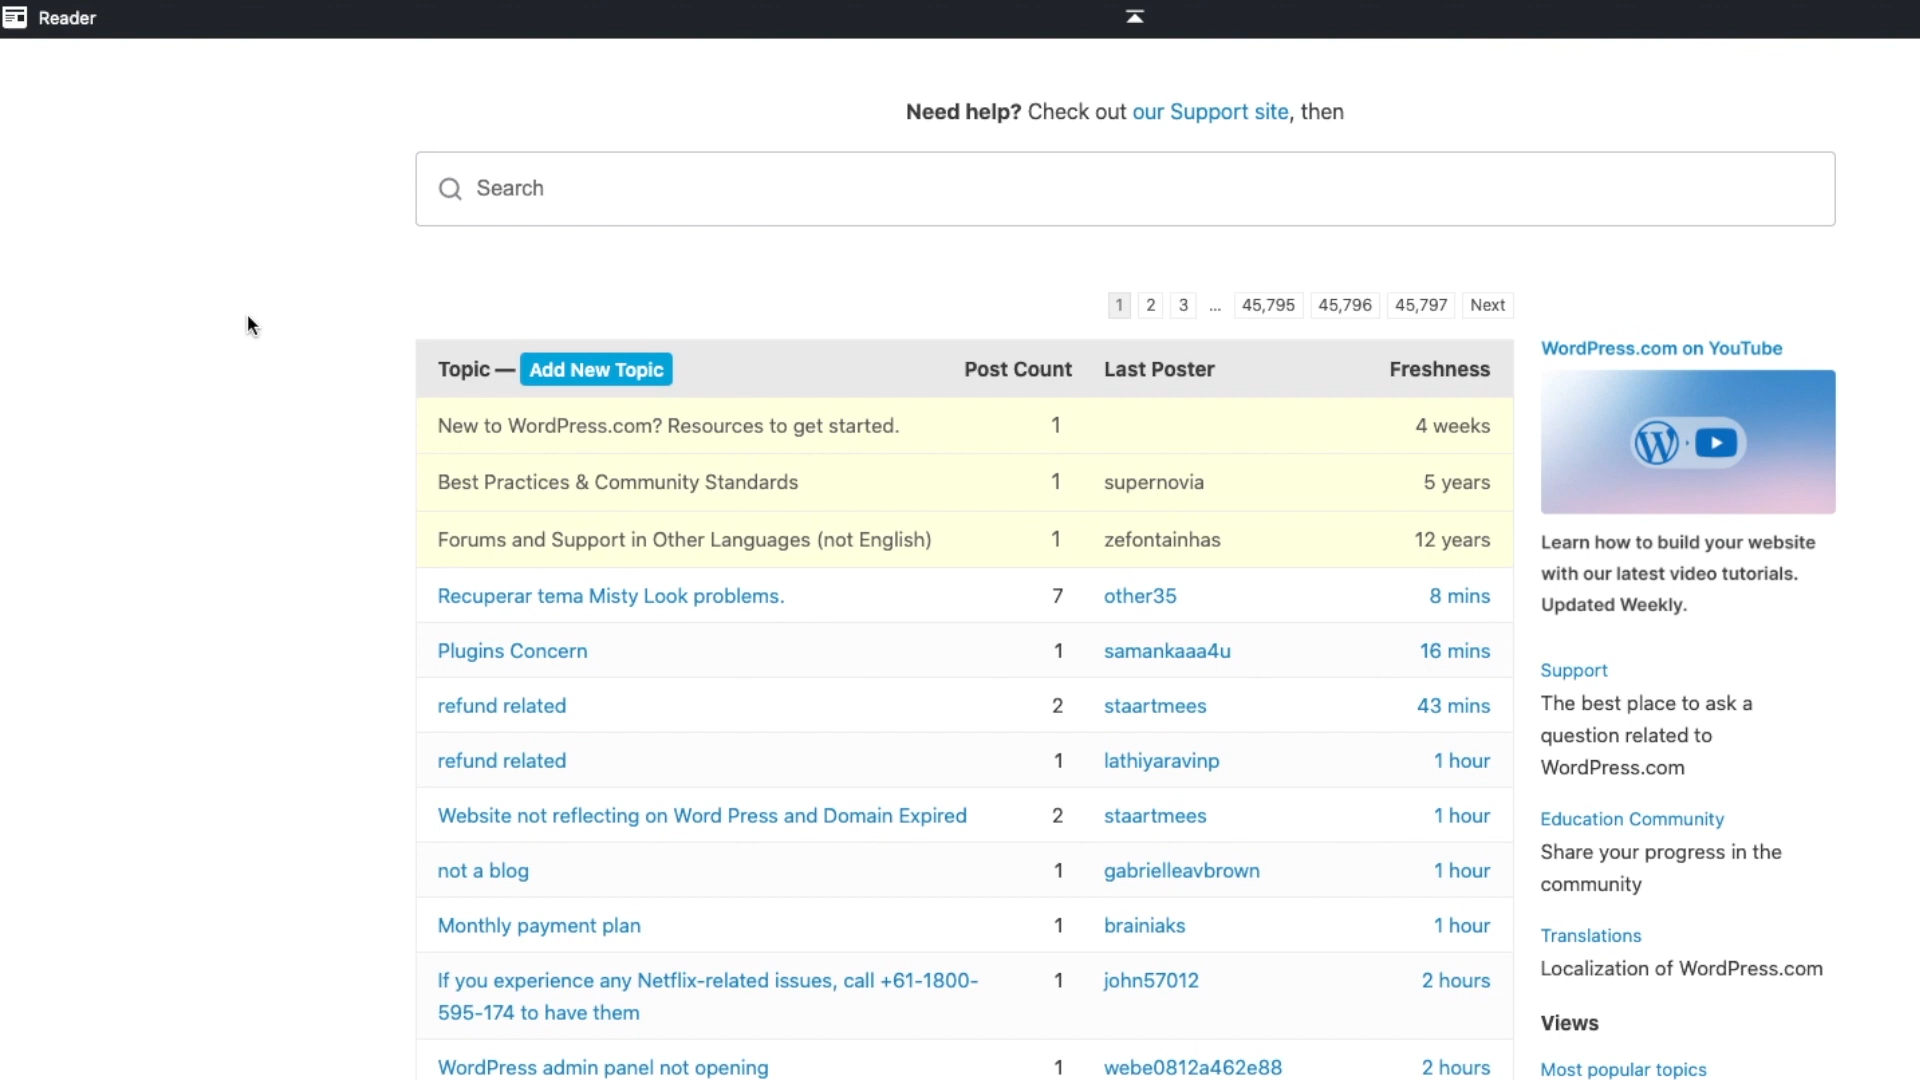 Reader
Need help? Check out our Support site, then
Search
1 2 3 ... 45,795 45,796 45,797 Next
Topic — Add New Topic Post Count Last Poster Freshness
New to WordPress.com? Resources to get started. 1 4 weeks
Best Practices & Community Standards 1 supernovia 5 years
Forums and Support in Other Languages (not English) 1 zefontainhas 12 years
Recuperar tema Misty Look problems. 7 other35 8 mins
Plugins Concern 1 samankaaa4u 16 mins
refund related 2 staartmees 43 mins
refund related 1 lathiyaravinp 1 hour
Website not reflecting on Word Press and Domain Expired 2 staartmees 1 hour
not a blog 1 gabrielleavbrown 1 hour
Monthly payment plan 1 brainiaks 1 hour
If you experience any Netflix-related issues, call +61-1800- 1 john57012 2 hours
595-174 to have them
WordPress admin panel not opening 1 webe0812a462e88 2 hours
WordPress.com on YouTube
Learn how to build your website
with our latest video tutorials.
Updated Weekly.
Support
The best place to ask a
question related to
WordPress.com
Education Community
Share your progress in the
community
Translations
Localization of WordPress.com
Views
Most popular topics